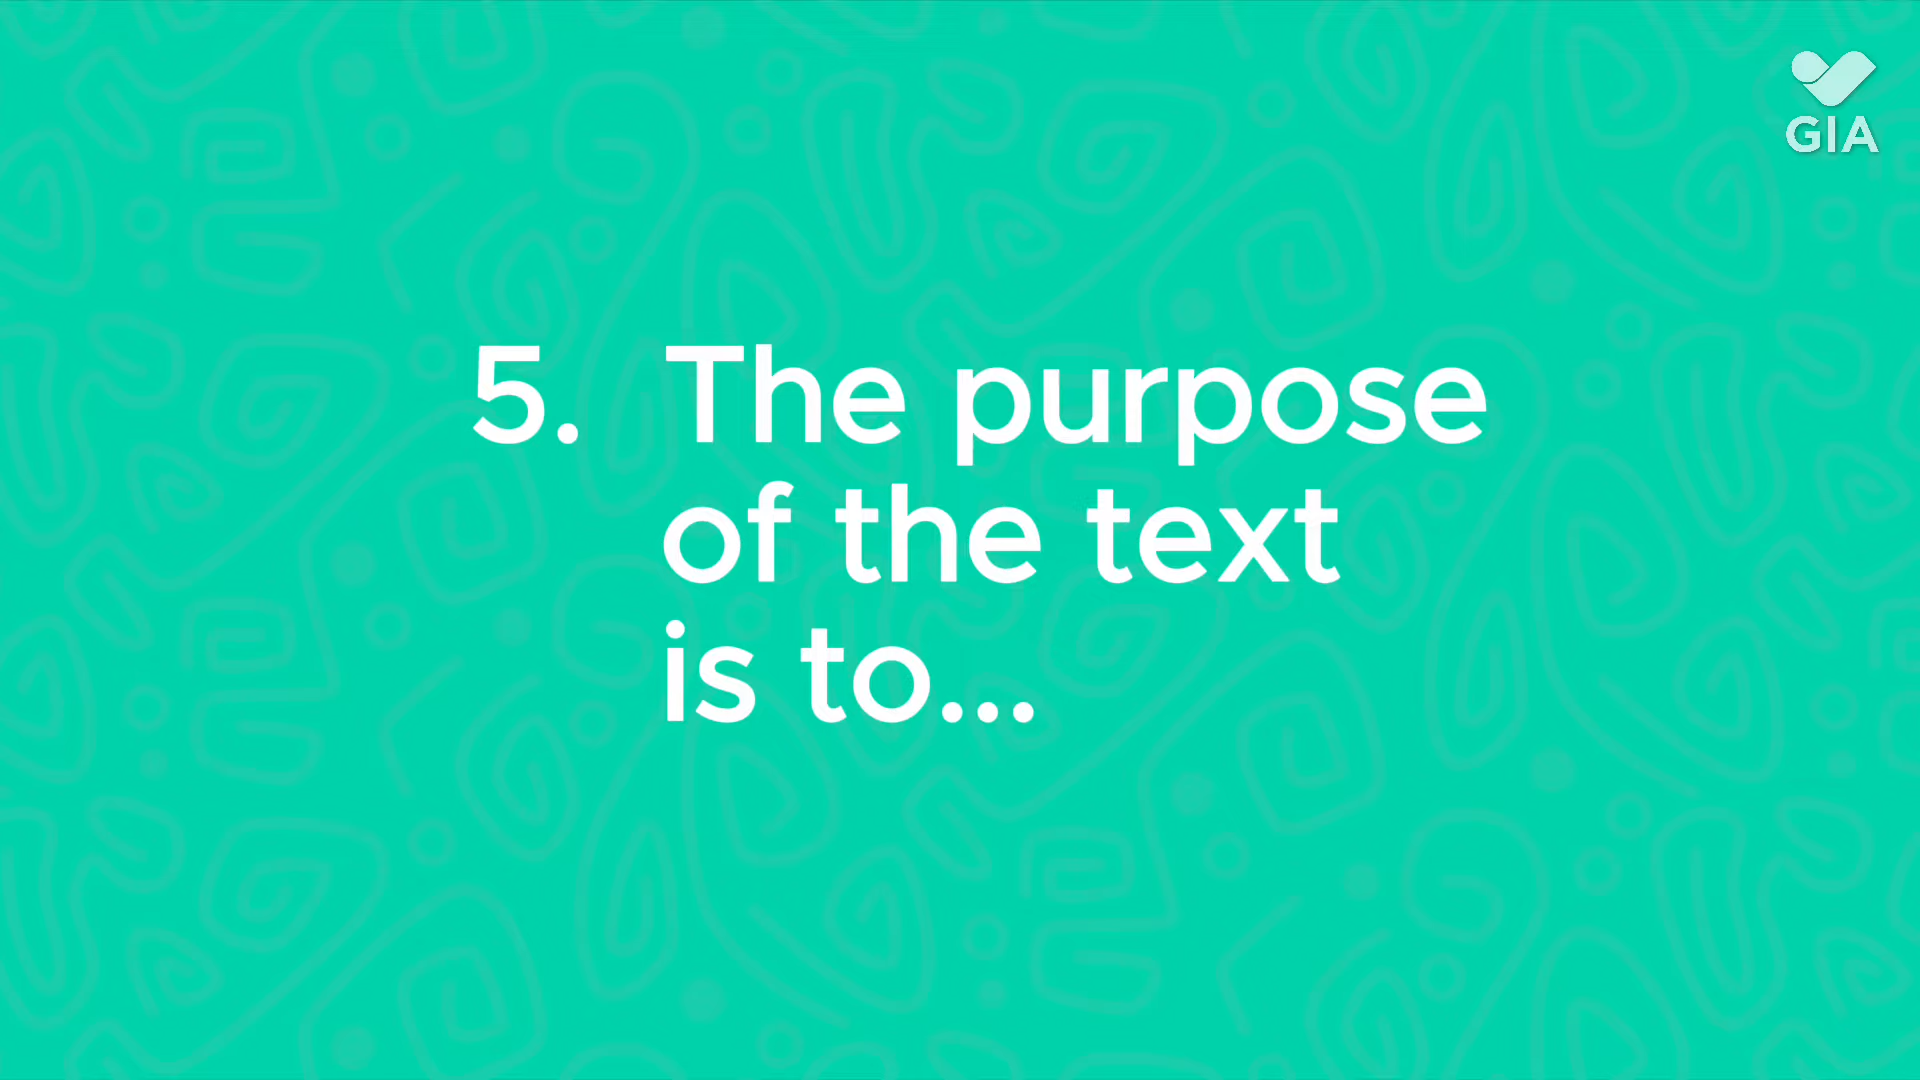 GIA
5. The purpose
of the text
is to...